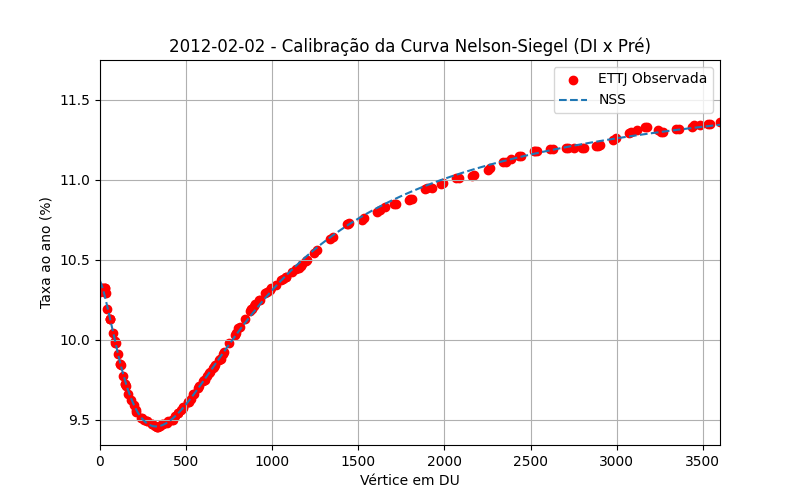 2012-02-02 - Calibração da Curva Nelson-Siegel (DI x Pré)
ETTJ Observada
NSS
Taxa ao ano (%)
11.5
11.0
10.5
10.0
9.5
0 500 1000 1500 2000 2500 3000 3500
Vértice em DU